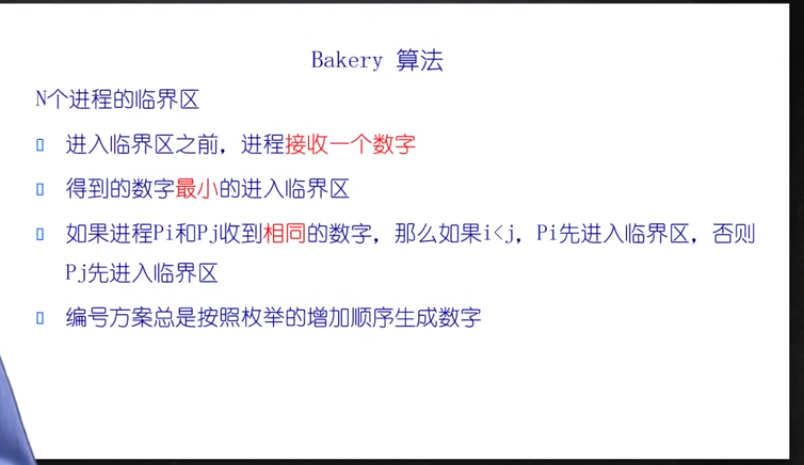 Bakery 算法
N个进程的临界区
▯ 进入临界区之前，进程接收一个数字
▯ 得到的数字最小的进入临界区
▯ 如果进程Pi和Pj收到相同的数字，那么如果i<j，Pi先进入临界区，否则
Pj先进入临界区
▯ 编号方案总是按照枚举的增加顺序生成数字